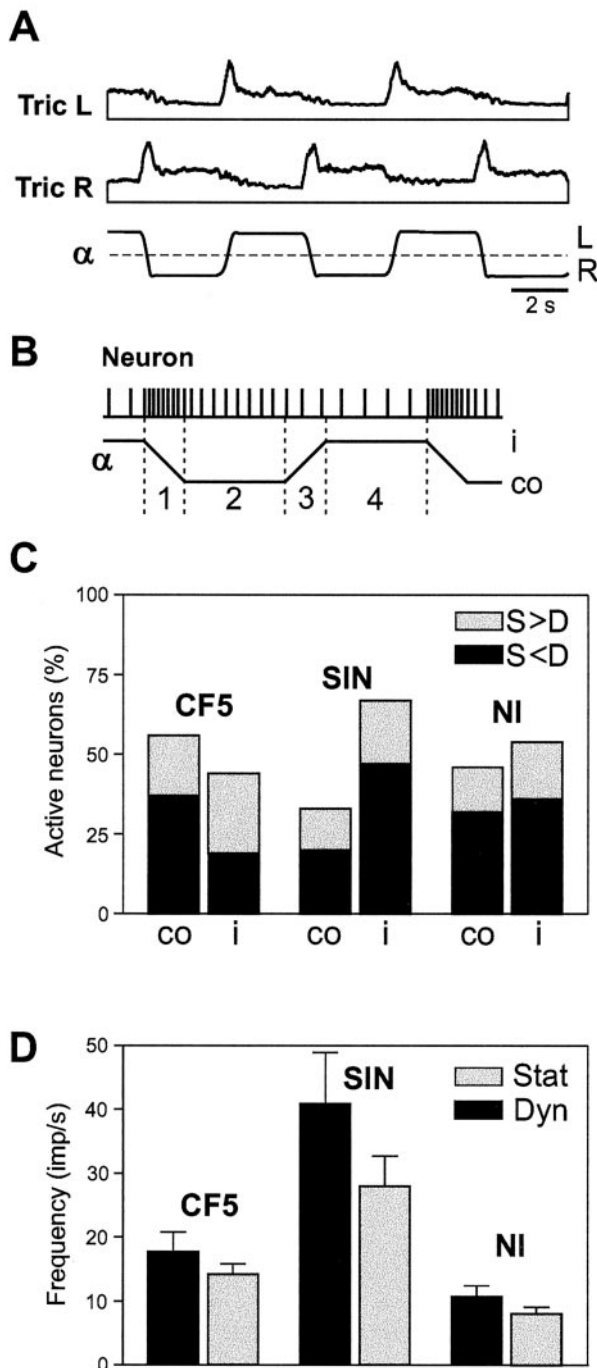 A
Tric L
Tric R
α
L
R
2 s
B
Neuron
α
i
co
1 2 3 4
C
Active neurons (%)
100
75
50
25
0
S>D
S<D
CF5
SIN
NI
co i co i co i
D
Frequency (imp/s)
50
40
30
20
10
0
Stat
Dyn
CF5
SIN
NI